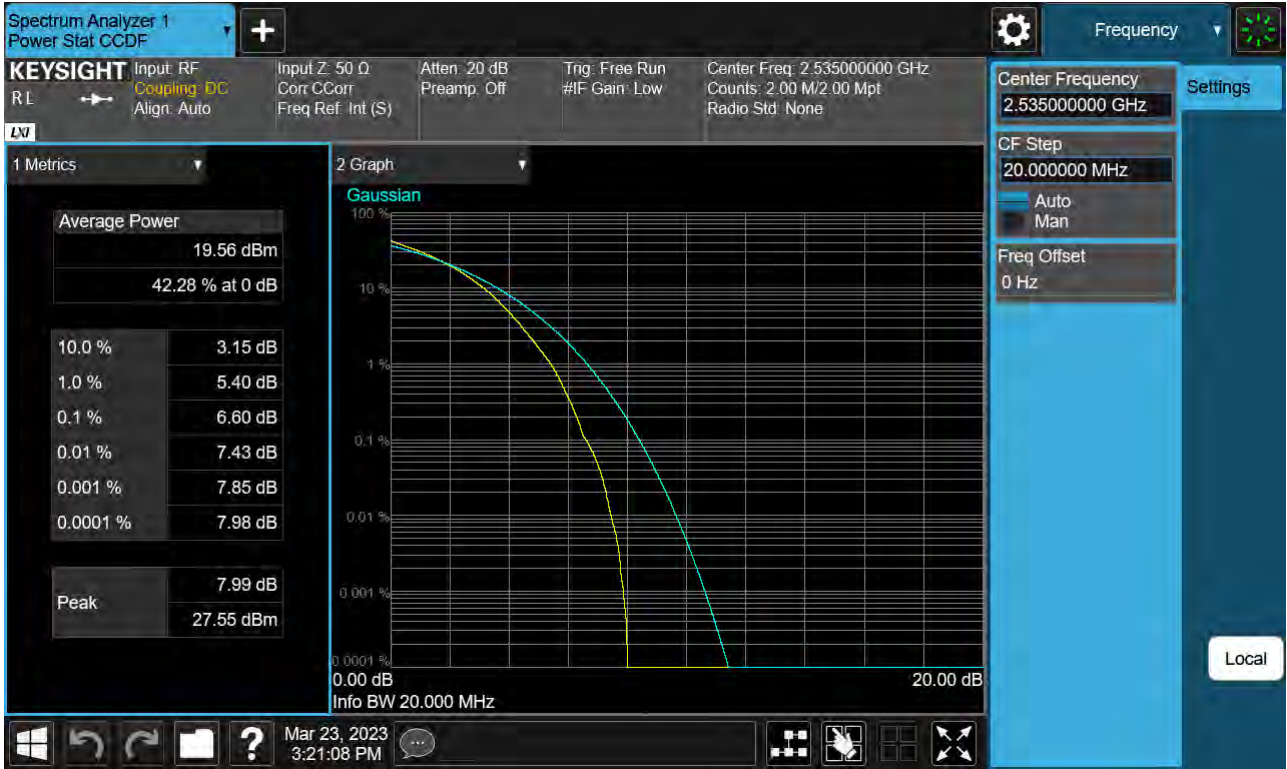 Spectrum Analyzer 1
Power Stat CCDF
Frequency
KEYSIGHT
R L
LXI
Input: RF
Coupling: DC
Align: Auto
Input Z: 50 Ω
Corr CCorr
Freq Ref: Int (S)
Atten: 20 dB
Preamp: Off
Trig: Free Run
#IF Gain: Low
Center Freq: 2.535000000 GHz
Counts: 2.00 M/2.00 Mpt
Radio Std: None
Center Frequency
2.535000000 GHz
Settings
CF Step
20.000000 MHz
Auto
Man
Freq Offset
0 Hz
1 Metrics
Average Power
19.56 dBm
42.28 % at 0 dB
10.0 % 3.15 dB
1.0 % 5.40 dB
0.1 % 6.60 dB
0.01 % 7.43 dB
0.001 % 7.85 dB
0.0001 % 7.98 dB
Peak
7.99 dB
27.55 dBm
2 Graph
Gaussian
100 %
10 %
1 %
0.1 %
0.01 %
0.001 %
0.0001 %
0.00 dB 20.00 dB
Info BW 20.000 MHz
Local
?
Mar 23, 2023
3:21:08 PM